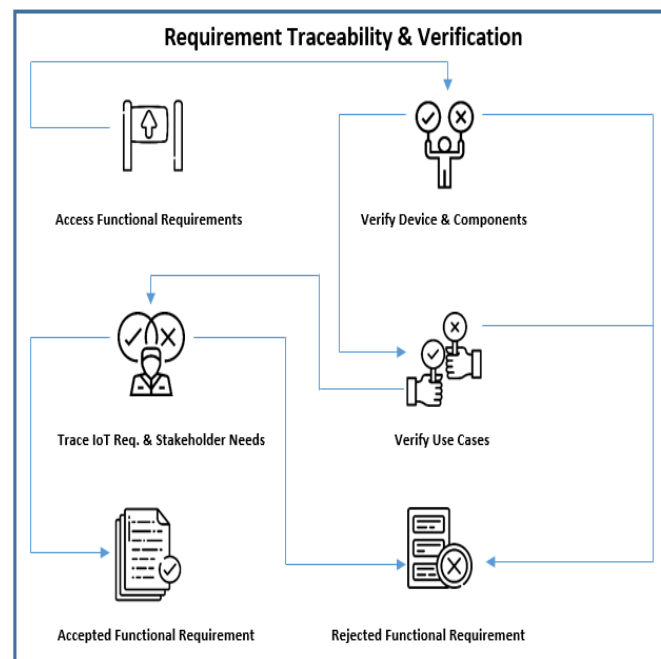 Requirement Traceability & Verification
Access Functional Requirements
Verify Device & Components
Trace IoT Req. & Stakeholder Needs
Verify Use Cases
Accepted Functional Requirement
Rejected Functional Requirement